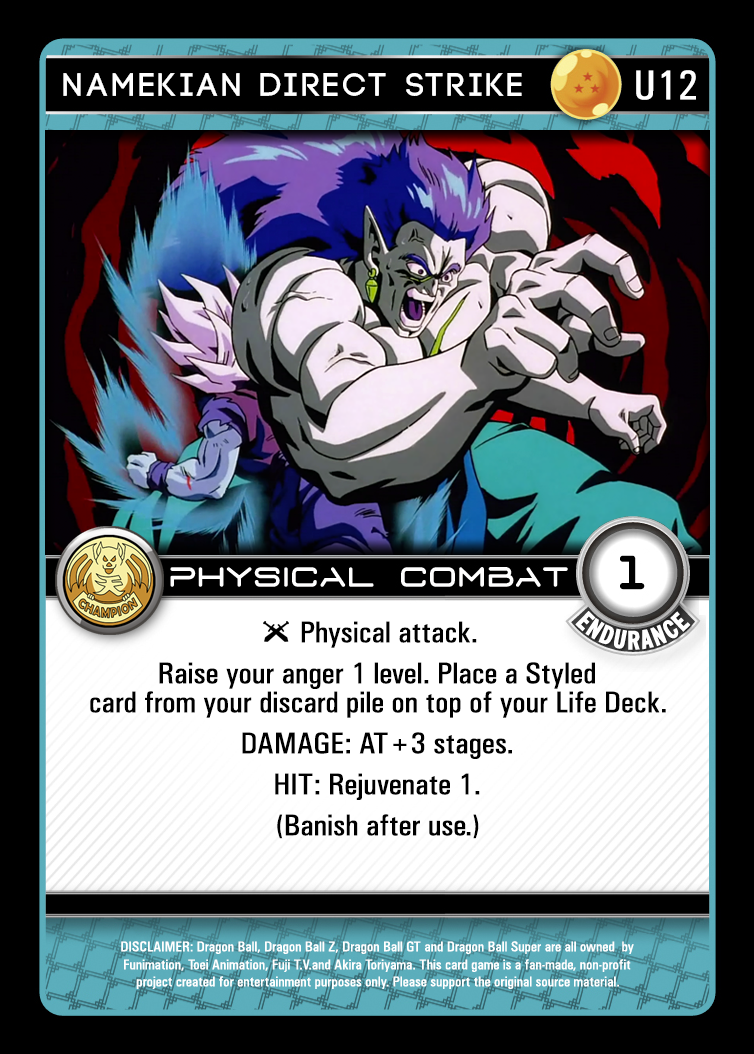 NAMEKIAN DIRECT STRIKE U12
PHYSICAL COMBAT 1
CHAMPION
ENDURANCE
Physical attack.
Raise your anger 1 level. Place a Styled
card from your discard pile on top of your Life Deck.
DAMAGE: AT+3 stages.
HIT: Rejuvenate 1.
(Banish after use.)
DISCLAIMER: Dragon Ball, Dragon Ball Z, Dragon Ball GT and Dragon Ball Super are all owned by
Funimation, Toei Animation, Fuji T.V.and Akira Toriyama. This card game is a fan-made, non-profit
project created for entertainment purposes only. Please support the original source material.